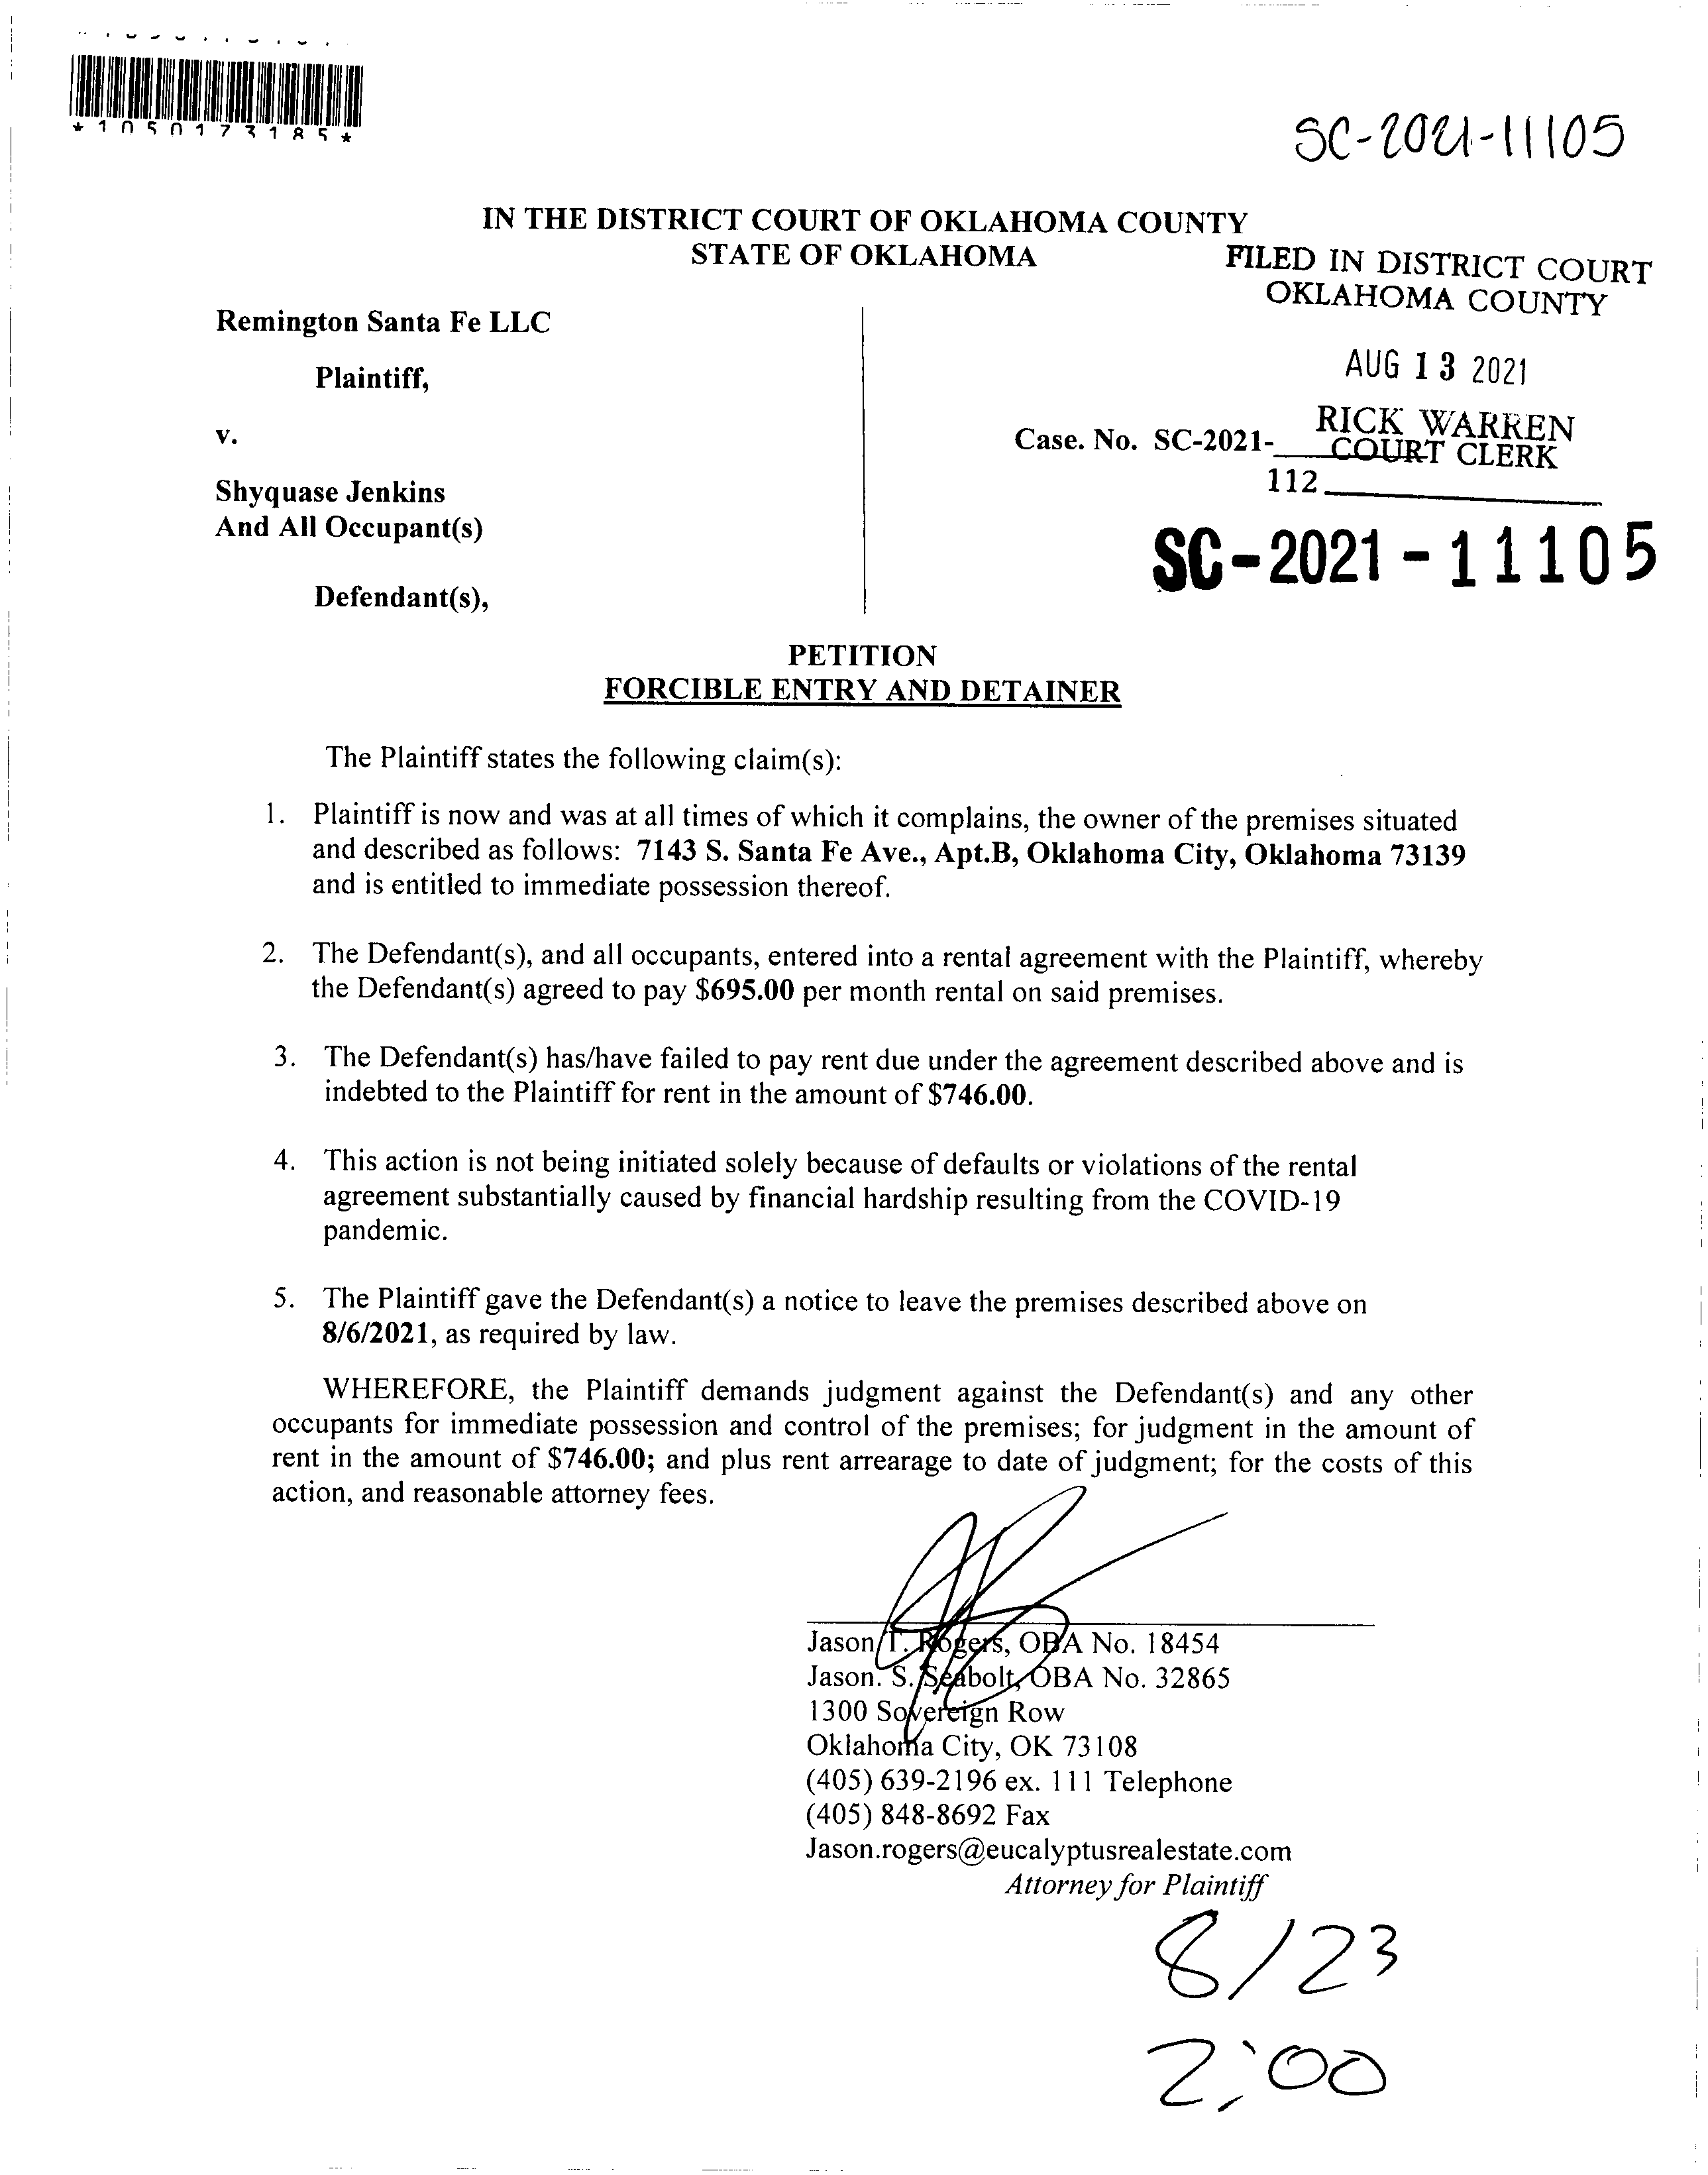 *1050173185*
SC-2021-11105
IN THE DISTRICT COURT OF OKLAHOMA COUNTY
STATE OF OKLAHOMA
FILED IN DISTRICT COURT
OKLAHOMA COUNTY
Remington Santa Fe LLC
Plaintiff,
AUG 13 2021
v.
RICK WARREN
Case. No. SC-2021-
COURT CLERK
112
Shyquase Jenkins
And All Occupant(s)
SC-2021-11105
Defendant(s),
PETITION
FORCIBLE ENTRY AND DETAINER
The Plaintiff states the following claim(s):
1. Plaintiff is now and was at all times of which it complains, the owner of the premises situated
and described as follows: 7143 S. Santa Fe Ave., Apt.B, Oklahoma City, Oklahoma 73139
and is entitled to immediate possession thereof.
2. The Defendant(s), and all occupants, entered into a rental agreement with the Plaintiff, whereby
the Defendant(s) agreed to pay $695.00 per month rental on said premises.
3. The Defendant(s) has/have failed to pay rent due under the agreement described above and is
indebted to the Plaintiff for rent in the amount of $746.00.
4. This action is not being initiated solely because of defaults or violations of the rental
agreement substantially caused by financial hardship resulting from the COVID-19
pandemic.
5. The Plaintiff gave the Defendant(s) a notice to leave the premises described above on
8/6/2021, as required by law.
WHEREFORE, the Plaintiff demands judgment against the Defendant(s) and any other
occupants for immediate possession and control of the premises; for judgment in the amount of
rent in the amount of $746.00; and plus rent arrearage to date of judgment; for the costs of this
action, and reasonable attorney fees.
Jason T. Rogers, OBA No. 18454
Jason. S. Seabolt, OBA No. 32865
1300 Sovereign Row
Oklahoma City, OK 73108
(405) 639-2196 ex. 111 Telephone
(405) 848-8692 Fax
Jason.rogers@eucalyptusrealestate.com
Attorney for Plaintiff
8/23
2:00